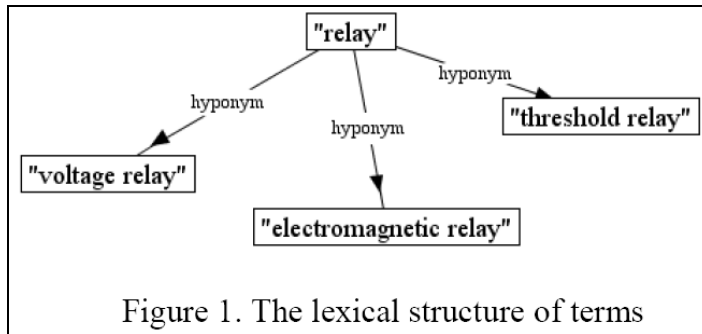 "relay"
hyponym
hyponym
"threshold relay"
hyponym
"voltage relay"
"electromagnetic relay"
Figure 1. The lexical structure of terms